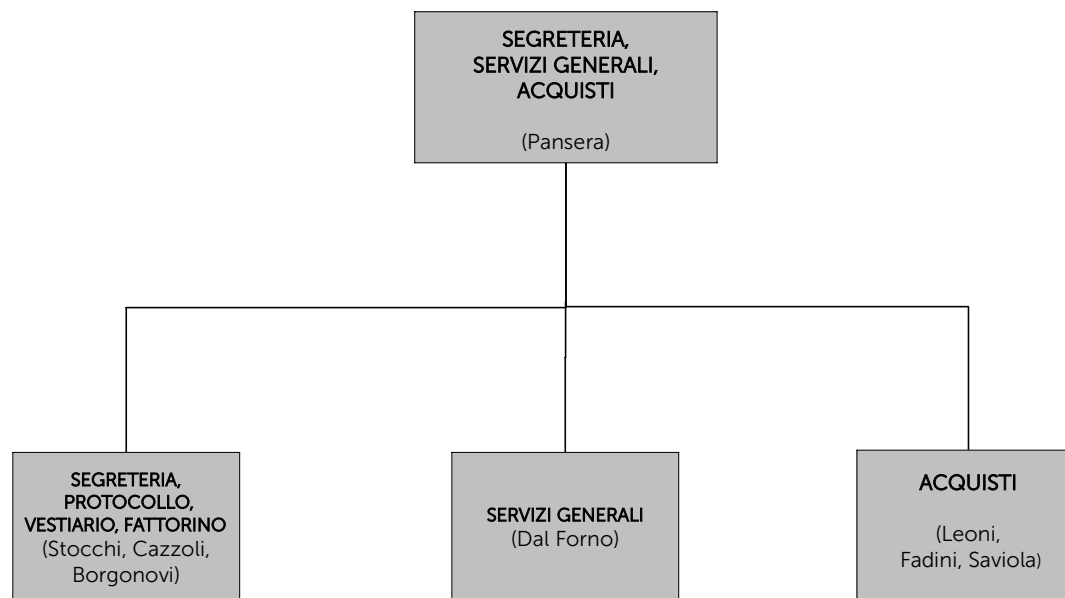 SEGRETERIA,
SERVIZI GENERALI,
ACQUISTI
(Pansera)
SEGRETERIA,
PROTOCOLLO,
VESTIARIO, FATTORINO
(Stocchi, Cazzoli,
Borgonovi)
SERVIZI GENERALI
(Dal Forno)
ACQUISTI
(Leoni,
Fadini, Saviola)